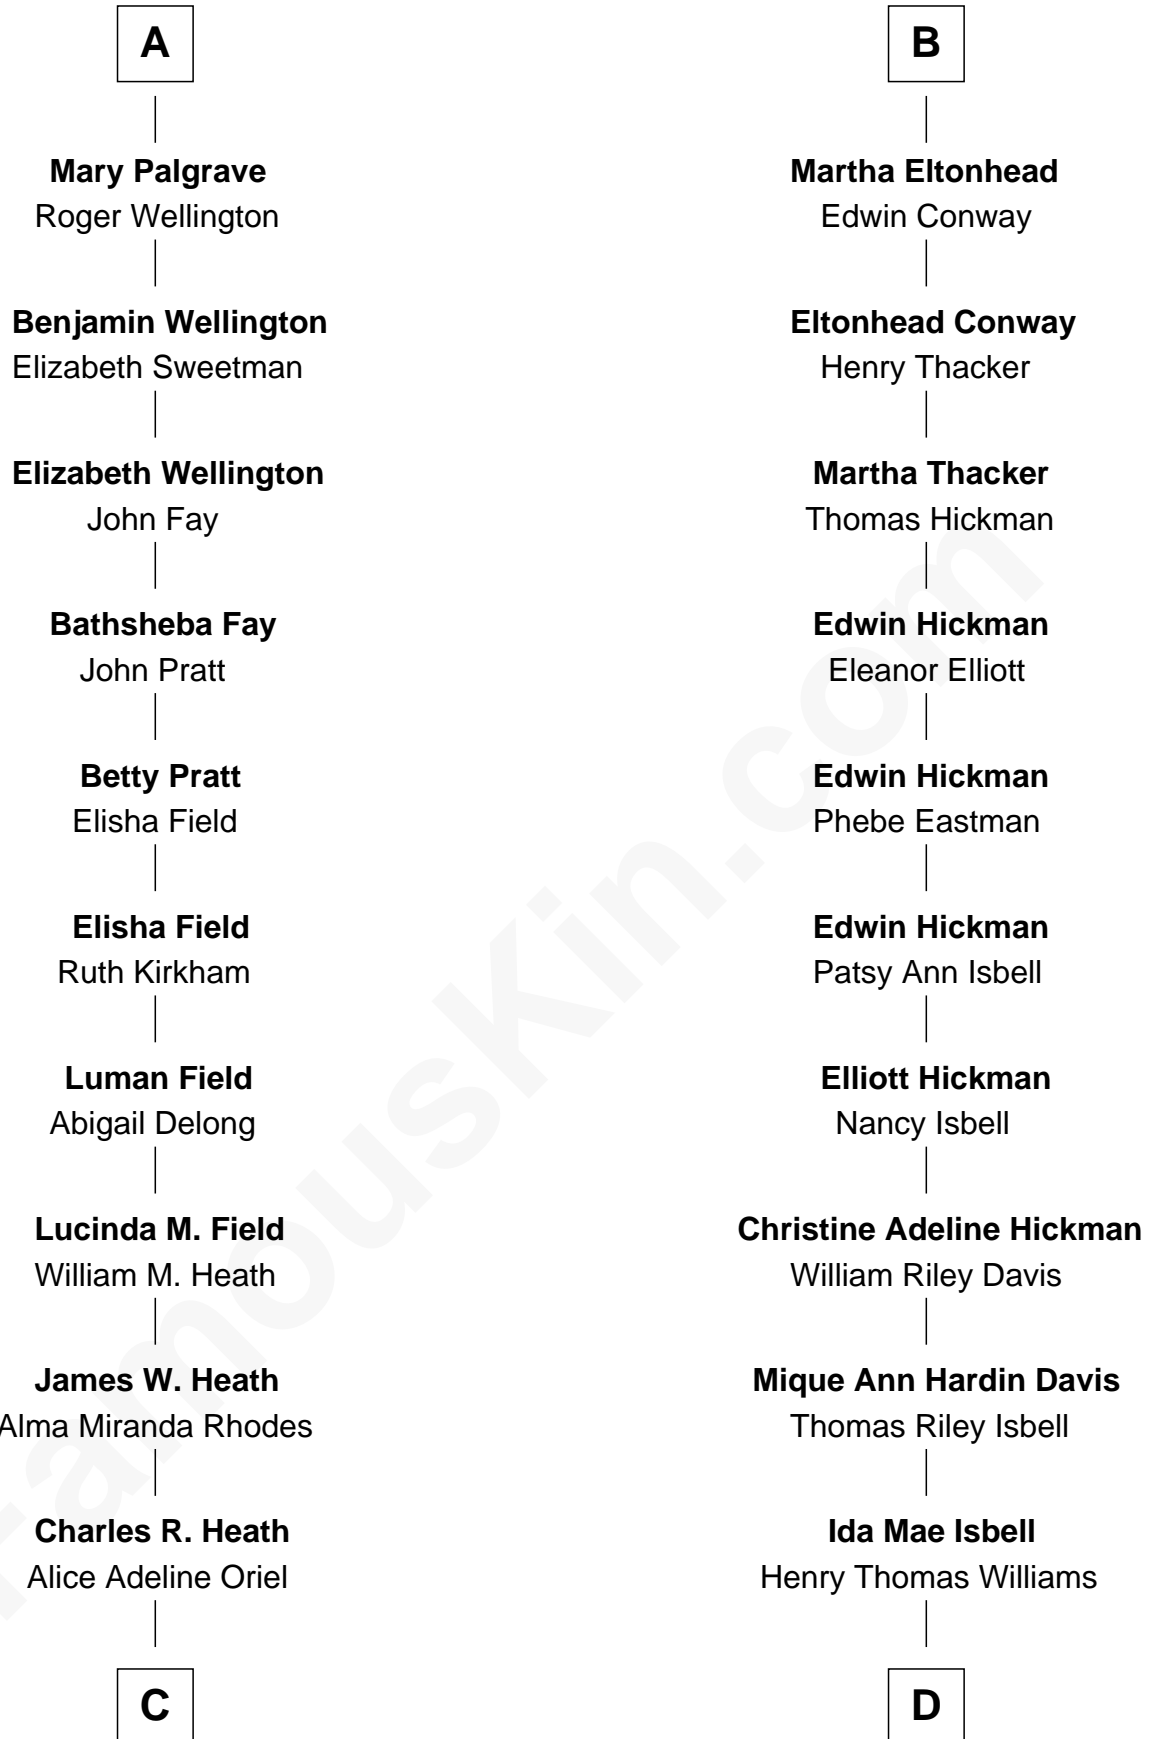 A
Mary Palgrave
Roger Wellington
Benjamin Wellington
Elizabeth Sweetman
Elizabeth Wellington
John Fay
Bathsheba Fay
John Pratt
Betty Pratt
Elisha Field
Elisha Field
Ruth Kirkham
Luman Field
Abigail Delong
Lucinda M. Field
William M. Heath
James W. Heath
Alma Miranda Rhodes
Charles R. Heath
Alice Adeline Oriel
C
B
Martha Eltonhead
Edwin Conway
Eltonhead Conway
Henry Thacker
Martha Thacker
Thomas Hickman
Edwin Hickman
Eleanor Elliott
Edwin Hickman
Phebe Eastman
Edwin Hickman
Patsy Ann Isbell
Elliott Hickman
Nancy Isbell
Christine Adeline Hickman
William Riley Davis
Mique Ann Hardin Davis
Thomas Riley Isbell
Ida Mae Isbell
Henry Thomas Williams
D
FamousKin.com